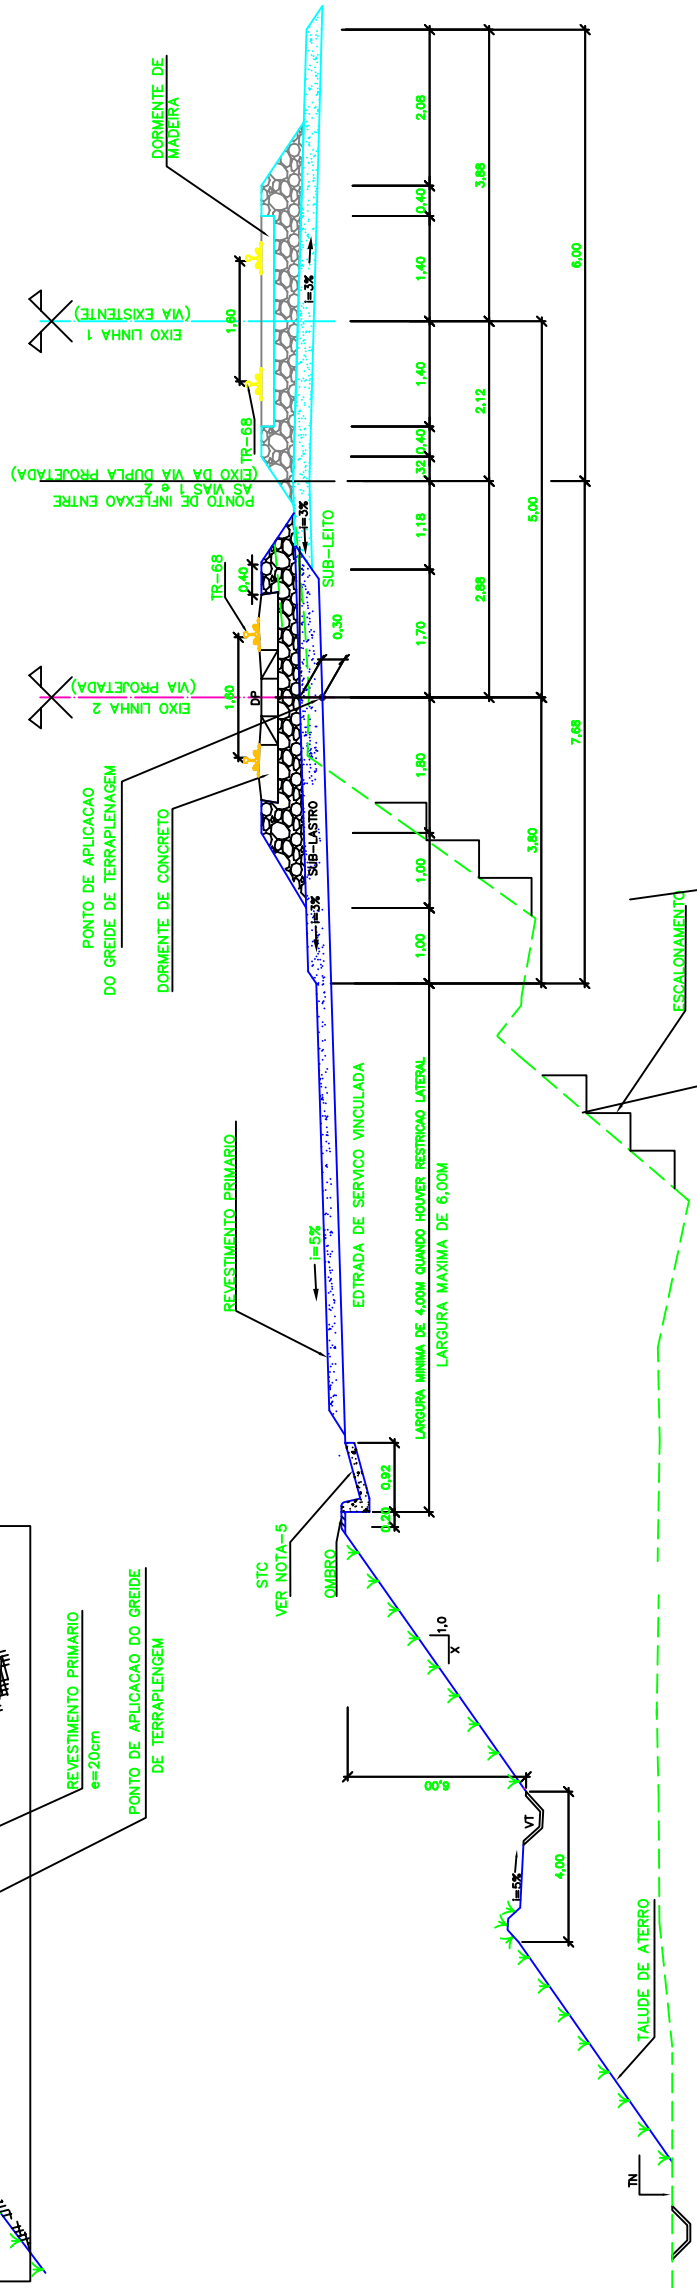 DORMENTE DE
MADEIRA
EIXO LINHA 1
(VIA EXISTENTE)
1,60
TR-68
i=3%
PONTO DE INFLEXAO ENTRE
AS VIAS 1 e 2
(EIXO DA VIA DUPLA PROJETADA)
i=3%
SUB-LEITO
TR-68
0,40
0,30
EIXO LINHA 2
(VIA PROJETADA)
1,60
DP
PONTO DE APLICACAO
DO GREIDE DE TERRAPLENAGEM
DORMENTE DE CONCRETO
SUB-LASTRO
i=3%
2,08
0,40
1,40
1,40
0,40
,32
1,18
1,70
1,80
1,00
1,00
3,88
2,12
2,88
5,00
3,80
6,00
7,68
ESCALONAMENTO
REVESTIMENTO PRIMARIO
i=5%
EDTRADA DE SERVICO VINCULADA
LARGURA MINIMA DE 4,00M QUANDO HOUVER RESTRICAO LATERAL
LARGURA MAXIMA DE 6,00M
STC
VER NOTA-5
OMBRO
0,92
0,20
1,0
X
VT
i=5%
4,00
TALUDE DE ATERRO
TN
REVESTIMENTO PRIMARIO
e=20cm
PONTO DE APLICACAO DO GREIDE
DE TERRAPLENGEM